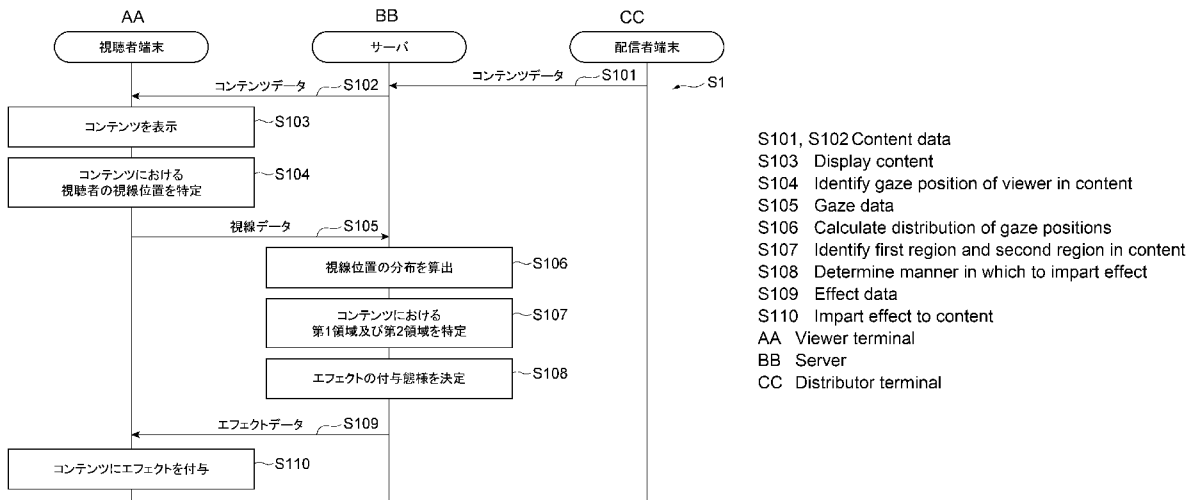 AA
BB
CC
視聴者端末
サーバ
配信者端末
コンテンツデータ
S101
S1
コンテンツデータ
S102
コンテンツを表示
S103
コンテンツにおける
視聴者の視線位置を特定
S104
視線データ
S105
視線位置の分布を算出
S106
コンテンツにおける
第1領域及び第2領域を特定
S107
エフェクトの付与態様を決定
S108
エフェクトデータ
S109
コンテンツにエフェクトを付与
S110
S101, S102 Content data
S103 Display content
S104 Identify gaze position of viewer in content
S105 Gaze data
S106 Calculate distribution of gaze positions
S107 Identify first region and second region in content
S108 Determine manner in which to impart effect
S109 Effect data
S110 Impart effect to content
AA Viewer terminal
BB Server
CC Distributor terminal